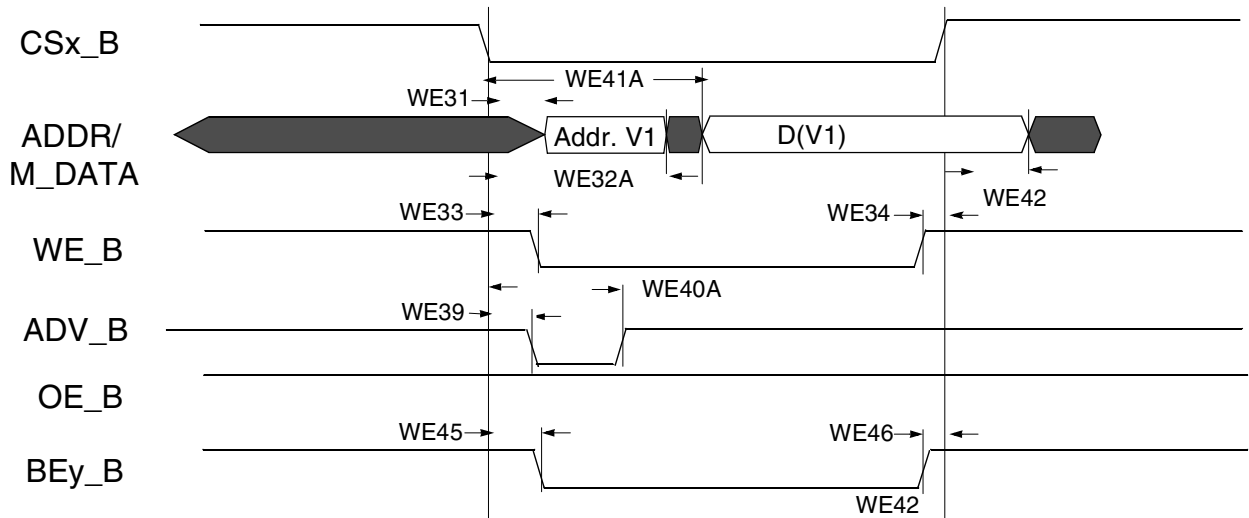 CSx_B
WE41A
WE31
ADDR/
M_DATA
Addr. V1
D(V1)
WE32A
WE42
WE33
WE34
WE_B
WE40A
WE39
ADV_B
OE_B
WE45
WE46
BEy_B
WE42